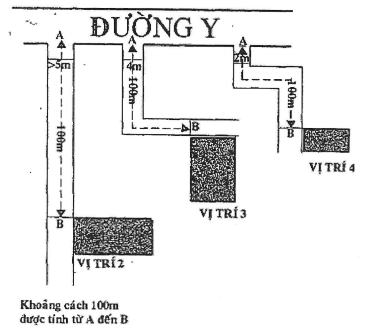 ĐƯỜNG Y
A
A
A
>5m
4m
2m
100m
100m
100m
B
B
B
VỊ TRÍ 4
VỊ TRÍ 3
VỊ TRÍ 2
Khoảng cách 100m
được tính từ A đến B